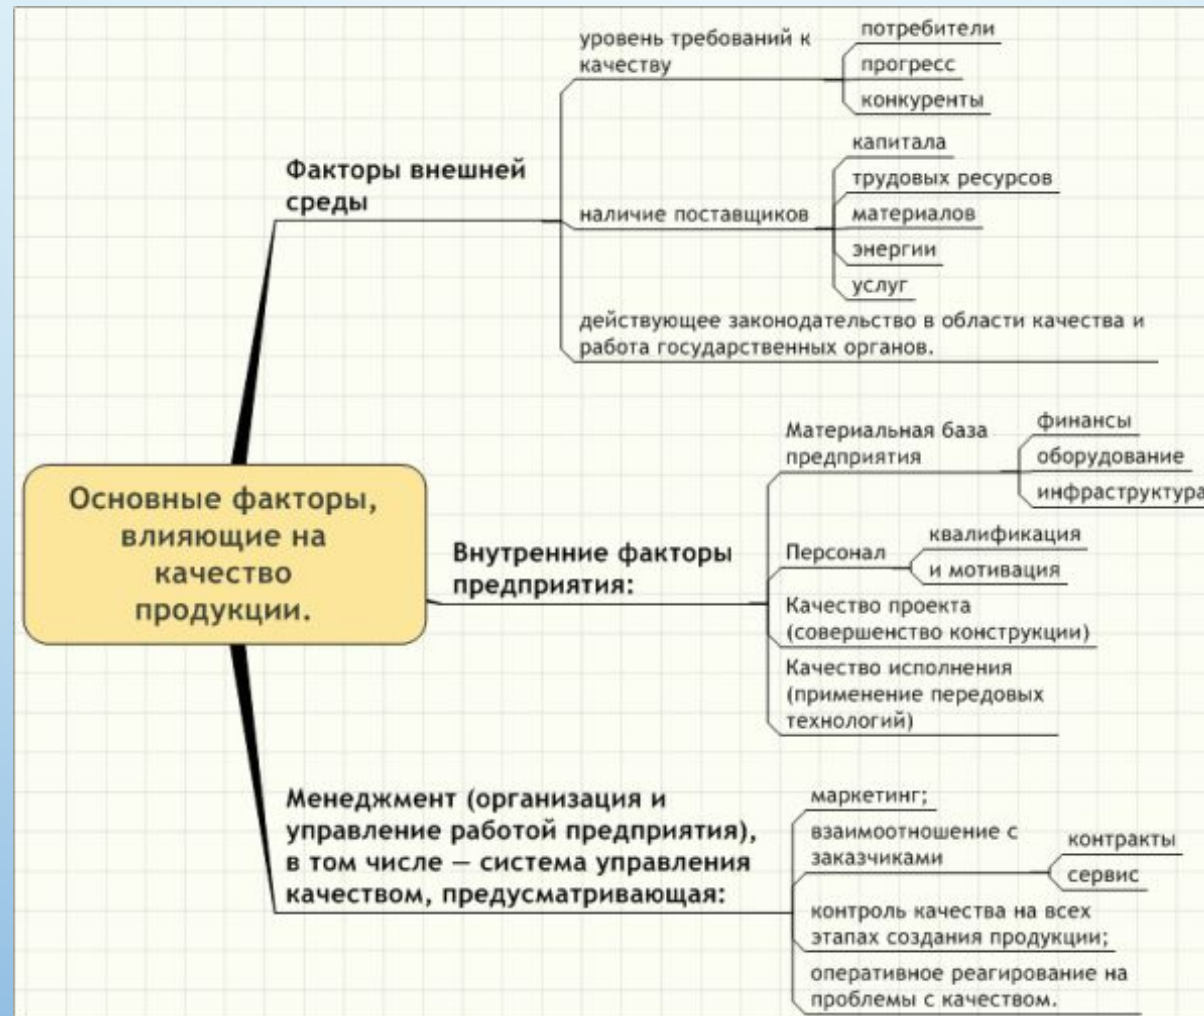 Основные факторы,
влияющие на
качество
продукции.
Факторы внешней
среды
уровень требований к
качеству
потребители
прогресс
конкуренты
наличие поставщиков
капитала
трудовых ресурсов
материалов
энергии
услуг
действующее законодательство в области качества и
работа государственных органов.
Внутренние факторы
предприятия:
Материальная база
предприятия
финансы
оборудование
инфраструктура
Персонал
квалификация
и мотивация
Качество проекта
(совершенство конструкции)
Качество исполнения
(применение передовых
технологий)
Менеджмент (организация и
управление работой предприятия),
в том числе — система управления
качеством, предусматривающая:
маркетинг;
взаимоотношение с
заказчиками
контракты
сервис
контроль качества на всех
этапах создания продукции;
оперативное реагирование на
проблемы с качеством.